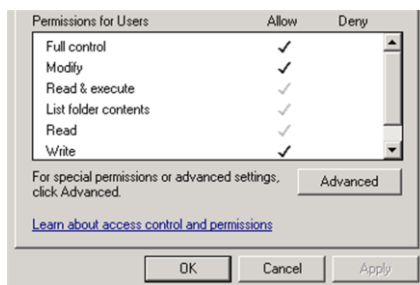 Permissions for Users Allow Deny
Full control
Modify
Read & execute
List folder contents
Read
Write
For special permissions or advanced settings,
click Advanced.
Advanced
Learn about access control and permissions
OK Cancel Apply